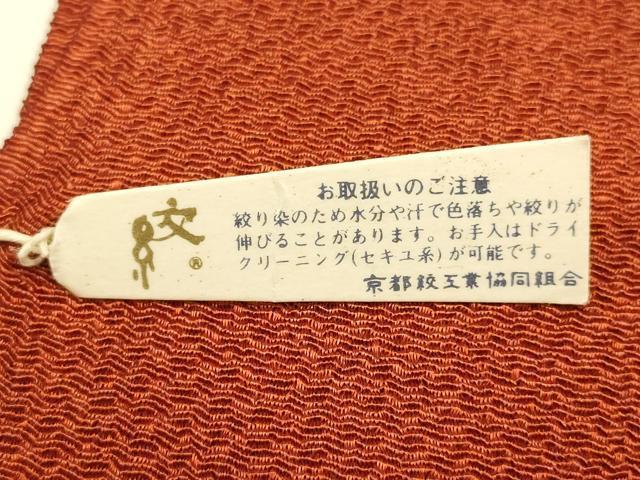 絞
®
お取扱いのご注意
絞り染のため水分や汗で色落ちや絞りが
伸びることがあります。お手入はドライ
クリーニング(セキユ系)が可能です。
京都絞工業協同組合